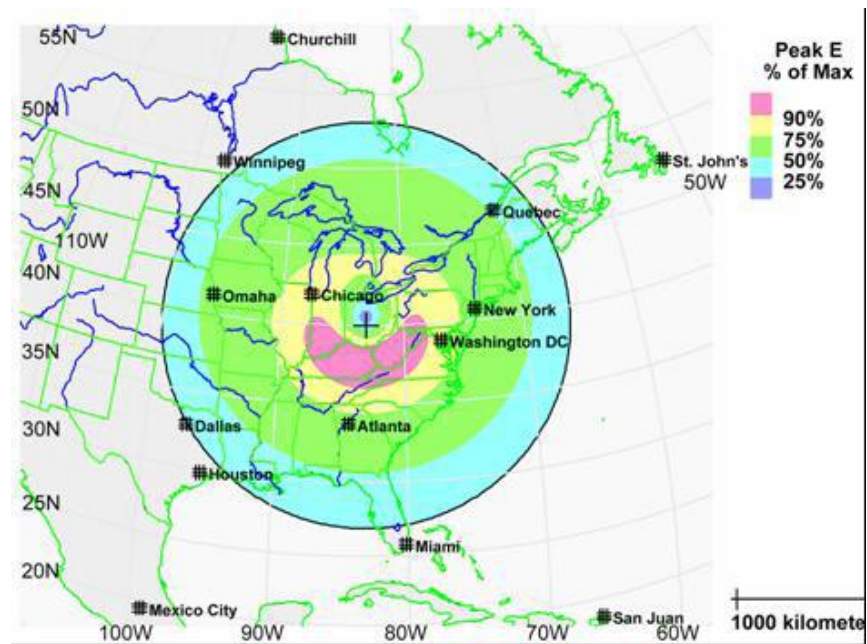 55N
Churchill
Peak E
% of Max
50N
90%
75%
50%
25%
Winnipeg
St. John's
45N
50W
Quebec
110W
40N
Omaha
Chicago
New York
35N
Washington DC
30N
Dallas
Atlanta
25N
Houston
Miami
20N
Mexico City
San Juan
1000 kilomete
100W
90W
80W
70W
60W